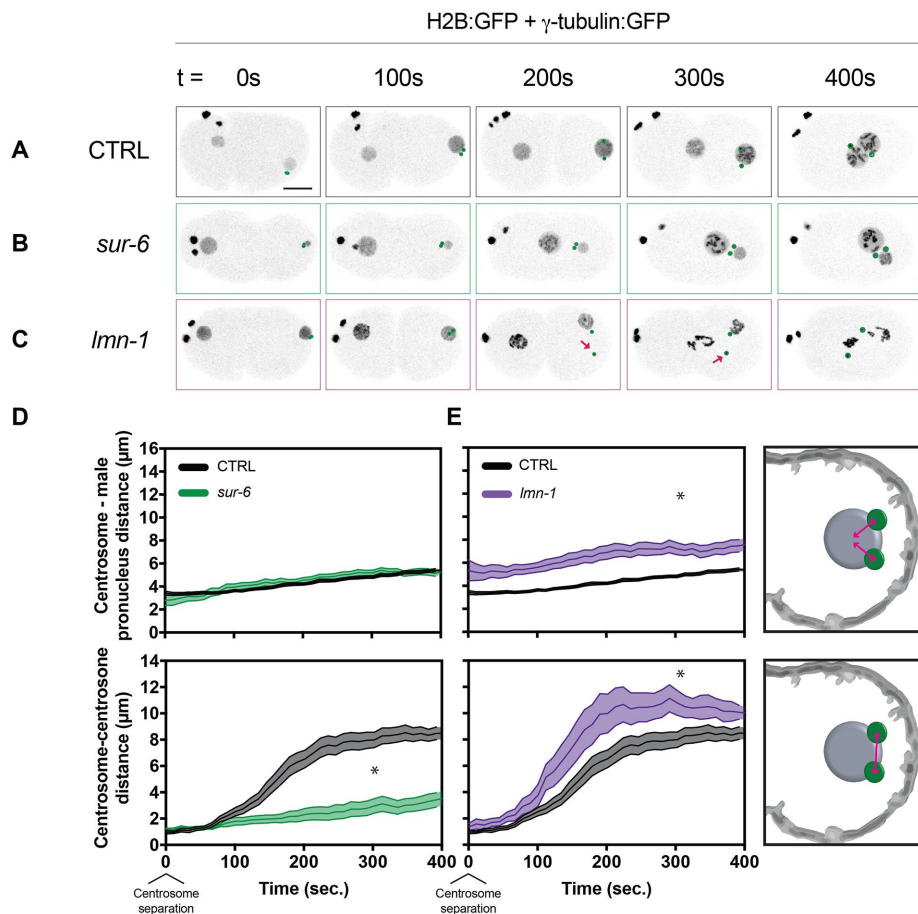 H2B:GFP + γ-tubulin:GFP
t = 0s 100s 200s 300s 400s
A CTRL
B sur-6
C lmn-1
D E
Centrosome - male
pronucleus distance (μm)
16
14
12
10
8
6
4
2
0
CTRL
sur-6
CTRL
lmn-1
*
Centrosome-centrosome
distance (μm)
14
12
10
8
6
4
2
0
*
*
0 100 200 300 400
0 100 200 300 400
Time (sec.)
Time (sec.)
Centrosome
separation
Centrosome
separation